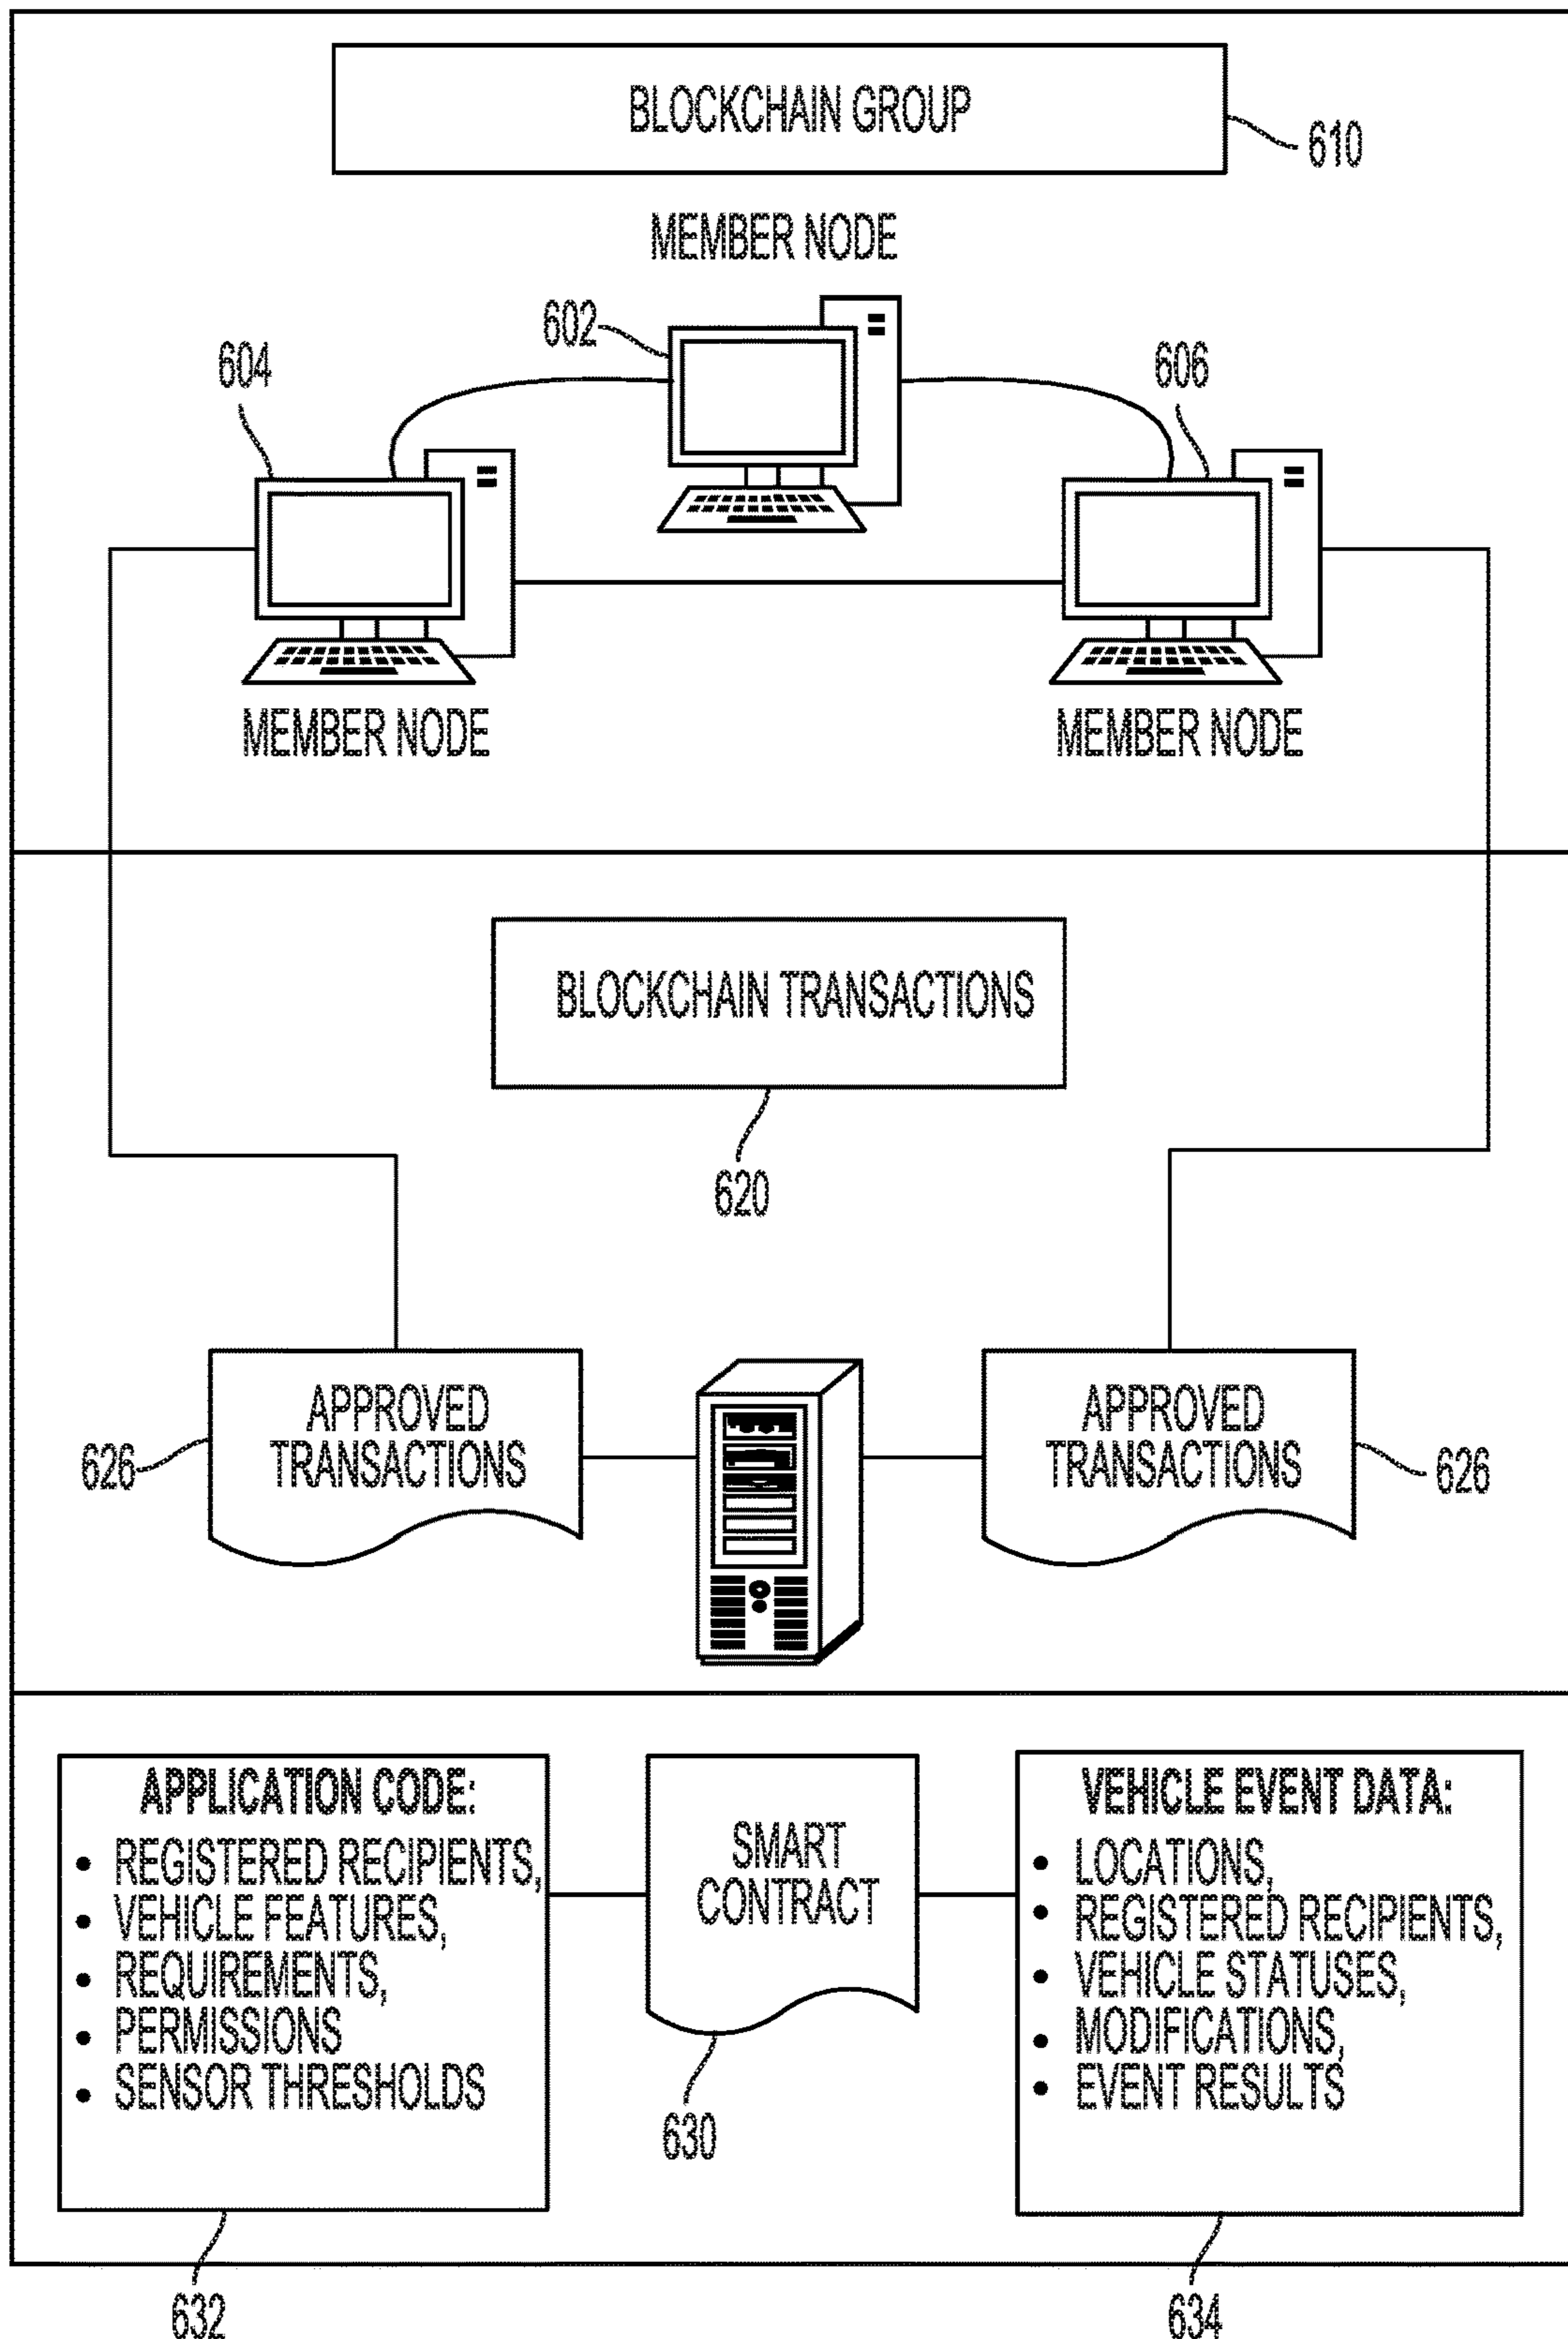 BLOCKCHAIN GROUP
610
MEMBER NODE
602
604
606
MEMBER NODE
MEMBER NODE
BLOCKCHAIN TRANSACTIONS
620
APPROVED
TRANSACTIONS
626
APPROVED
TRANSACTIONS
626
APPLICATION CODE:
• REGISTERED RECIPIENTS,
• VEHICLE FEATURES,
• REQUIREMENTS,
• PERMISSIONS
• SENSOR THRESHOLDS
632
SMART
CONTRACT
630
VEHICLE EVENT DATA:
• LOCATIONS,
• REGISTERED RECIPIENTS,
• VEHICLE STATUSES,
• MODIFICATIONS,
• EVENT RESULTS
634